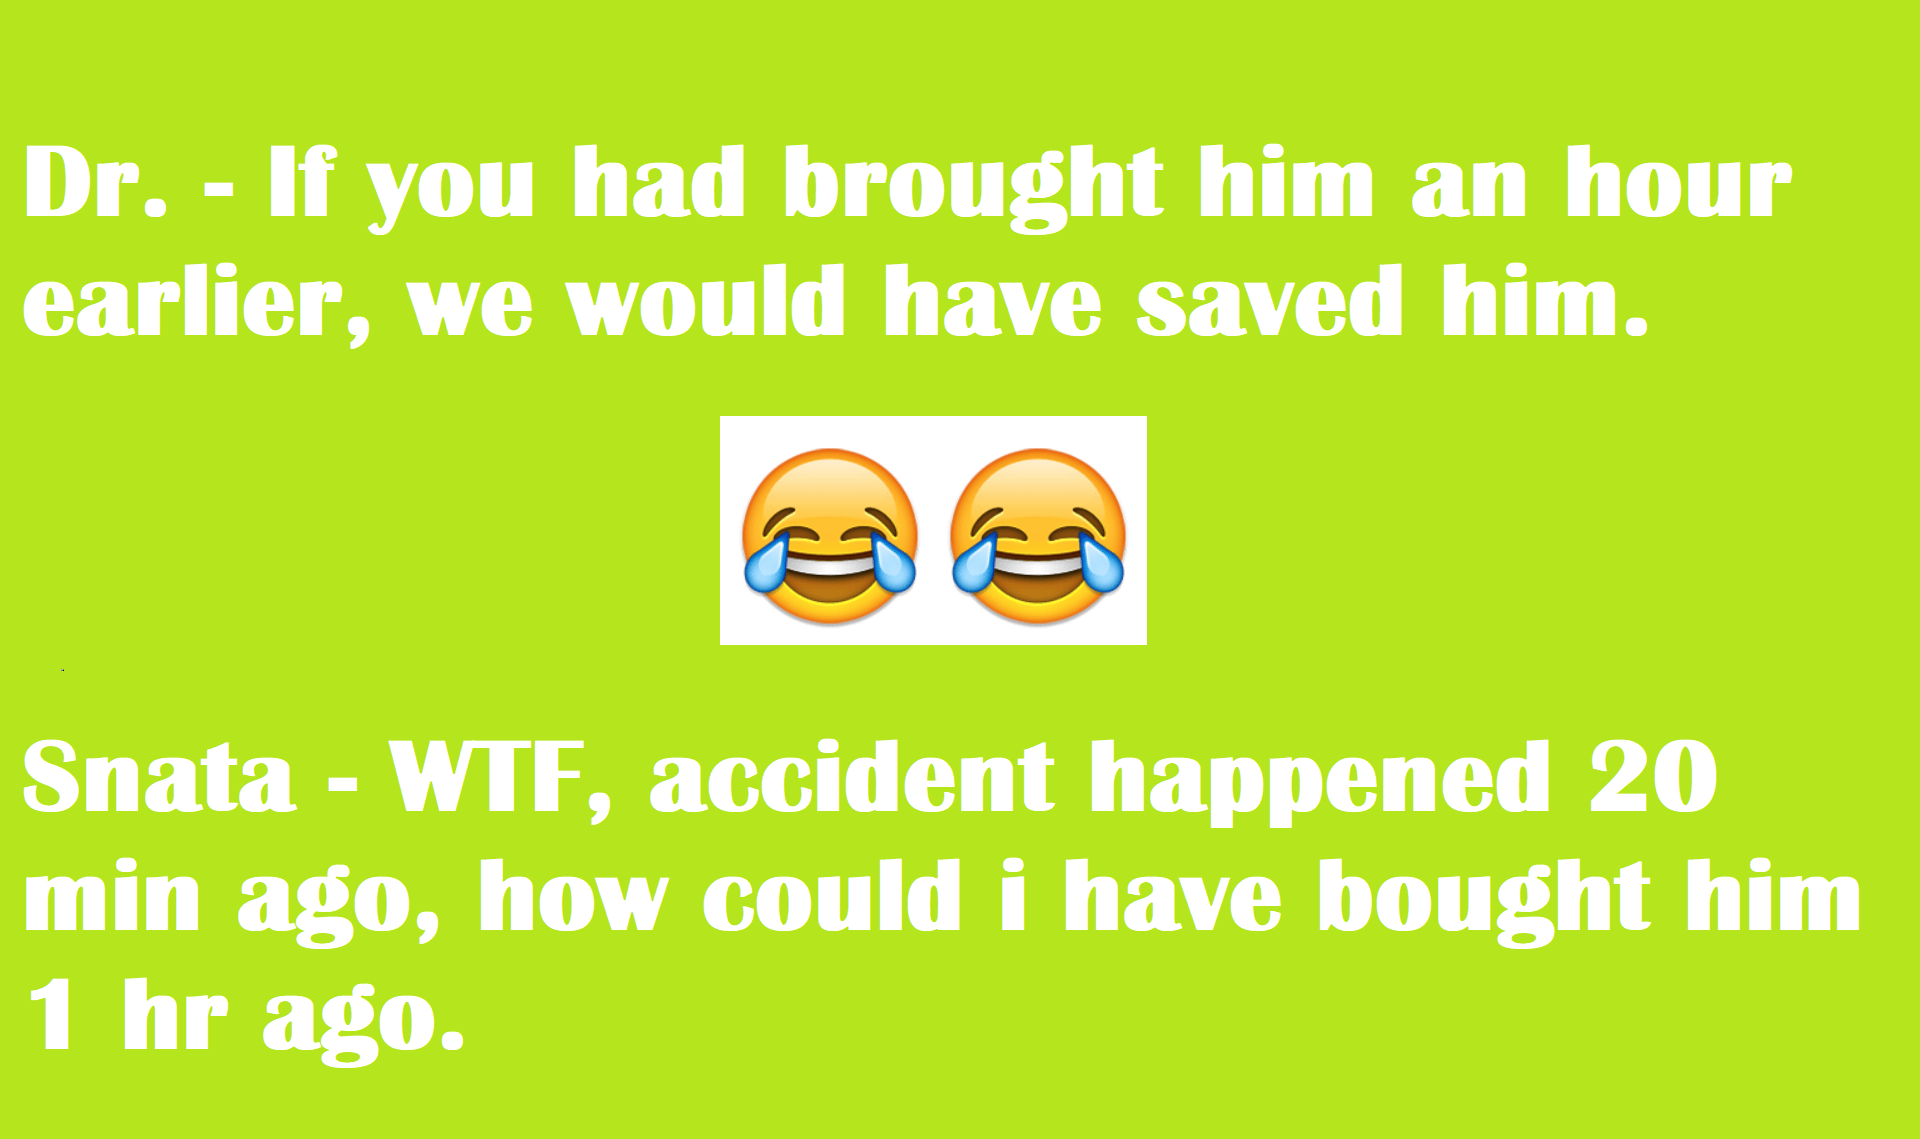 Dr. - If you had brought him an hour
earlier, we would have saved him.
Snata - WTF, accident happened 20
min ago, how could i have bought him
1 hr ago.